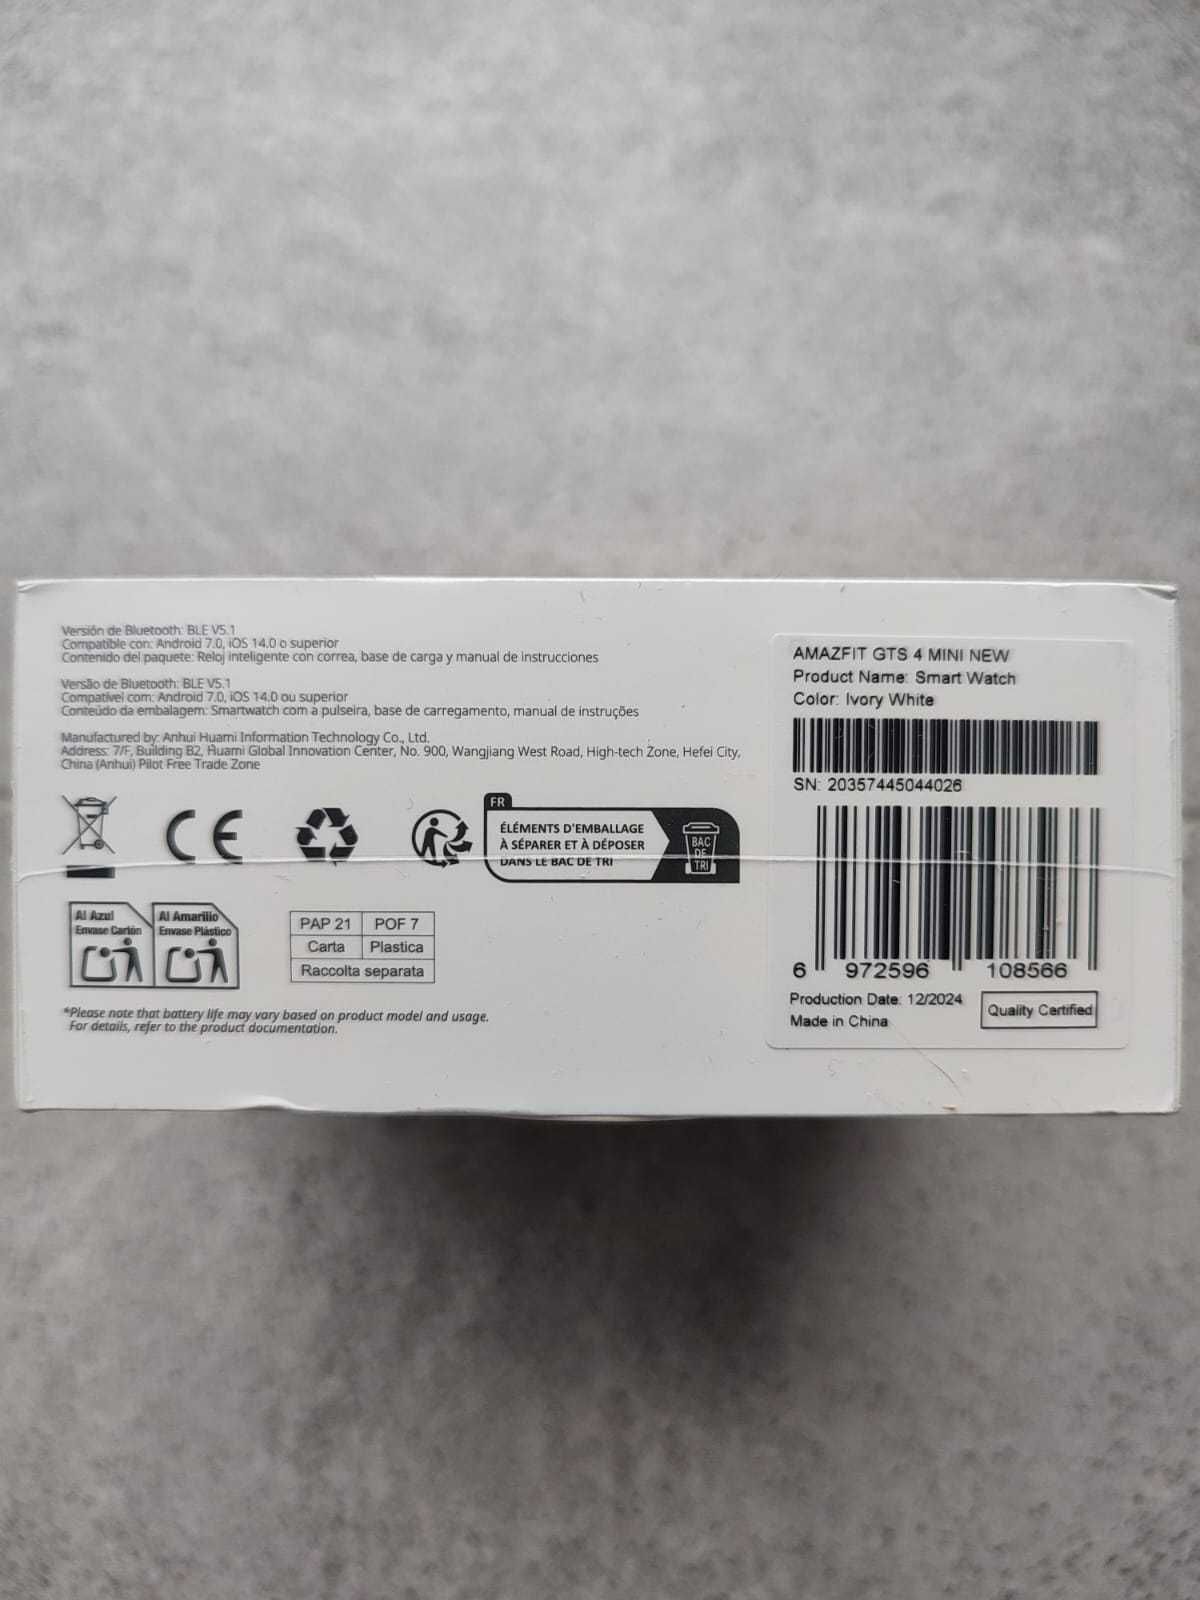 Versión de Bluetooth: BLE V5.1
Compatible con: Android 7.0, iOS 14.0 o superior
Contenido del paquete: Reloj inteligente con correa, base de carga y manual de instrucciones
Versão de Bluetooth: BLE V5.1
Compatível com: Android 7.0, iOS 14.0 ou superior
Conteúdo da embalagem: Smartwatch com a pulseira, base de carregamento, manual de instruções
Manufactured by: Anhui Huami Information Technology Co., Ltd.
Address: 7/F, Building B2, Huami Global Innovation Center, No. 900, Wangjiang West Road, High-tech Zone, Hefei City,
China (Anhui) Pilot Free Trade Zone
CE
FR
ÉLÉMENTS D'EMBALLAGE
À SÉPARER ET À DÉPOSER
DANS LE BAC DE TRI
BAC
DE
TRI
Al Azul
Envase Cartón
Al Amarillo
Envase Plástico
PAP 21 POF 7
Carta Plastica
Raccolta separata
*Please note that battery life may vary based on product model and usage.
For details, refer to the product documentation.
AMAZFIT GTS 4 MINI NEW
Product Name: Smart Watch
Color: Ivory White
SN: 20357445044026
6 972596 108566
Production Date: 12/2024
Made in China
Quality Certified